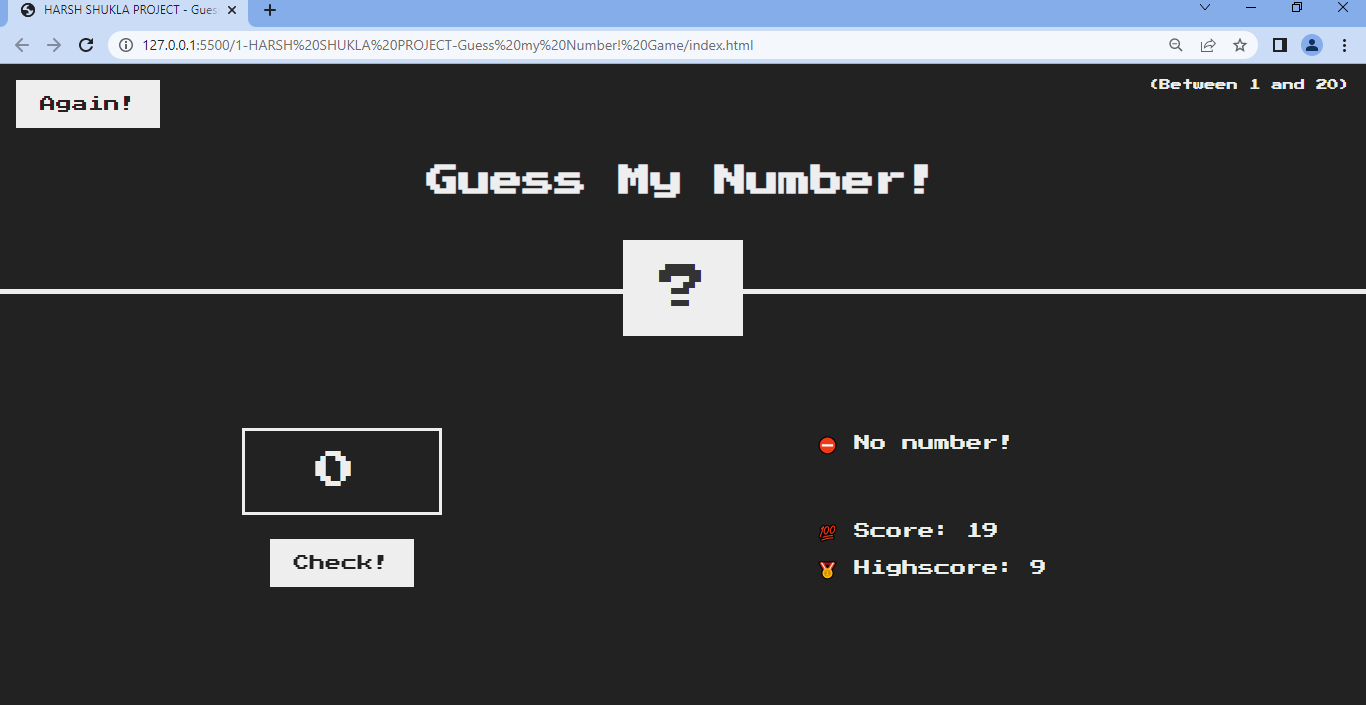 HARSH SHUKLA PROJECT - Gues
127.0.0.1:5500/1-HARSH%20SHUKLA%20PROJECT-Guess%20my%20Number!%20Game/index.html
Again!
(Between 1 and 20)
Guess My Number!
?
0
⛔ No number!
💯 Score: 19
Check!
🥇 Highscore: 9